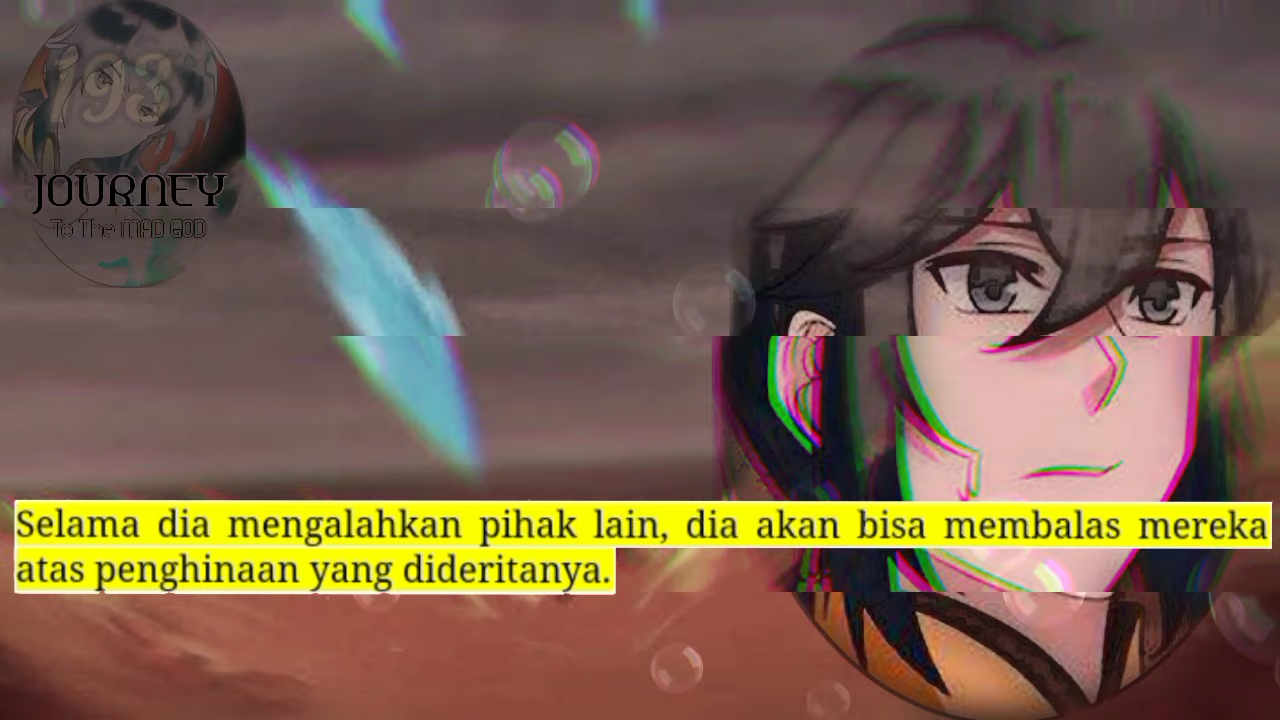 193
JOURNEY
To The MAD GOD
Selama dia mengalahkan pihak lain, dia akan bisa membalas mereka
atas penghinaan yang dideritanya.